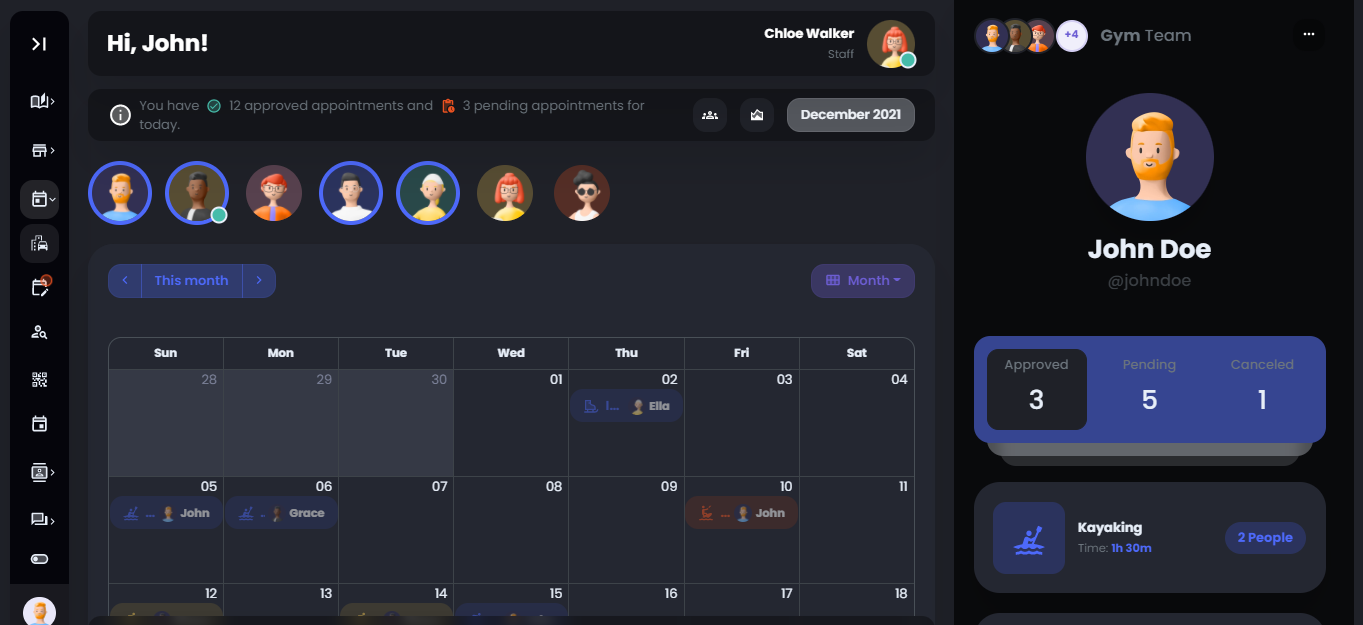 Hi, John!
Chloe Walker
Staff
You have 12 approved appointments and 3 pending appointments for
today.
December 2021
This month
Month
Sun Mon Tue Wed Thu Fri Sat
28 29 30 01 02 03 04
I... Ella
05 06 07 08 09 10 11
... John .. Grace ... John
12 13 14 15 16 17 18
+4 Gym Team
John Doe
@johndoe
Approved Pending Canceled
3 5 1
Kayaking
Time: 1h 30m
2 People